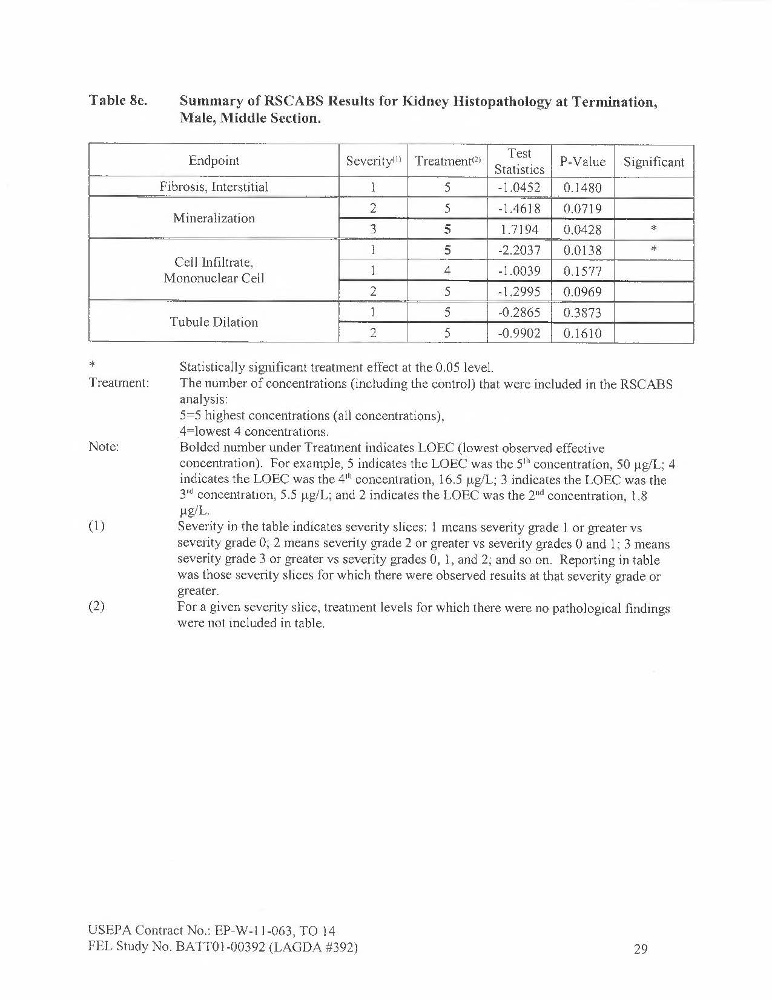 Table 8e. Summary of RSCABS Results for Kidney Histopathology at Termination,
Male, Middle Section.
Endpoint Severity(1) Treatment(2) Test Statistics P-Value Significant
Fibrosis, Interstitial 1 5 -1.0452 0.1480
Mineralization 2 5 -1.4618 0.0719
3 5 1.7194 0.0428 *
Cell Infiltrate, Mononuclear Cell 1 5 -2.2037 0.0138 *
1 4 -1.0039 0.1577
2 5 -1.2995 0.0969
Tubule Dilation 1 5 -0.2865 0.3873
2 5 -0.9902 0.1610
* Statistically significant treatment effect at the 0.05 level.
Treatment: The number of concentrations (including the control) that were included in the RSCABS
analysis:
5=5 highest concentrations (all concentrations),
4=lowest 4 concentrations.
Note: Bolded number under Treatment indicates LOEC (lowest observed effective
concentration). For example, 5 indicates the LOEC was the 5th concentration, 50 µg/L; 4
indicates the LOEC was the 4th concentration, 16.5 µg/L; 3 indicates the LOEC was the
3rd concentration, 5.5 µg/L; and 2 indicates the LOEC was the 2nd concentration, 1.8
µg/L.
(1) Severity in the table indicates severity slices: 1 means severity grade 1 or greater vs
severity grade 0; 2 means severity grade 2 or greater vs severity grades 0 and 1; 3 means
severity grade 3 or greater vs severity grades 0, 1, and 2; and so on. Reporting in table
was those severity slices for which there were observed results at that severity grade or
greater.
(2) For a given severity slice, treatment levels for which there were no pathological findings
were not included in table.
USEPA Contract No.: EP-W-11-063, TO 14
FEL Study No. BATT01-00392 (LAGDA #392) 29